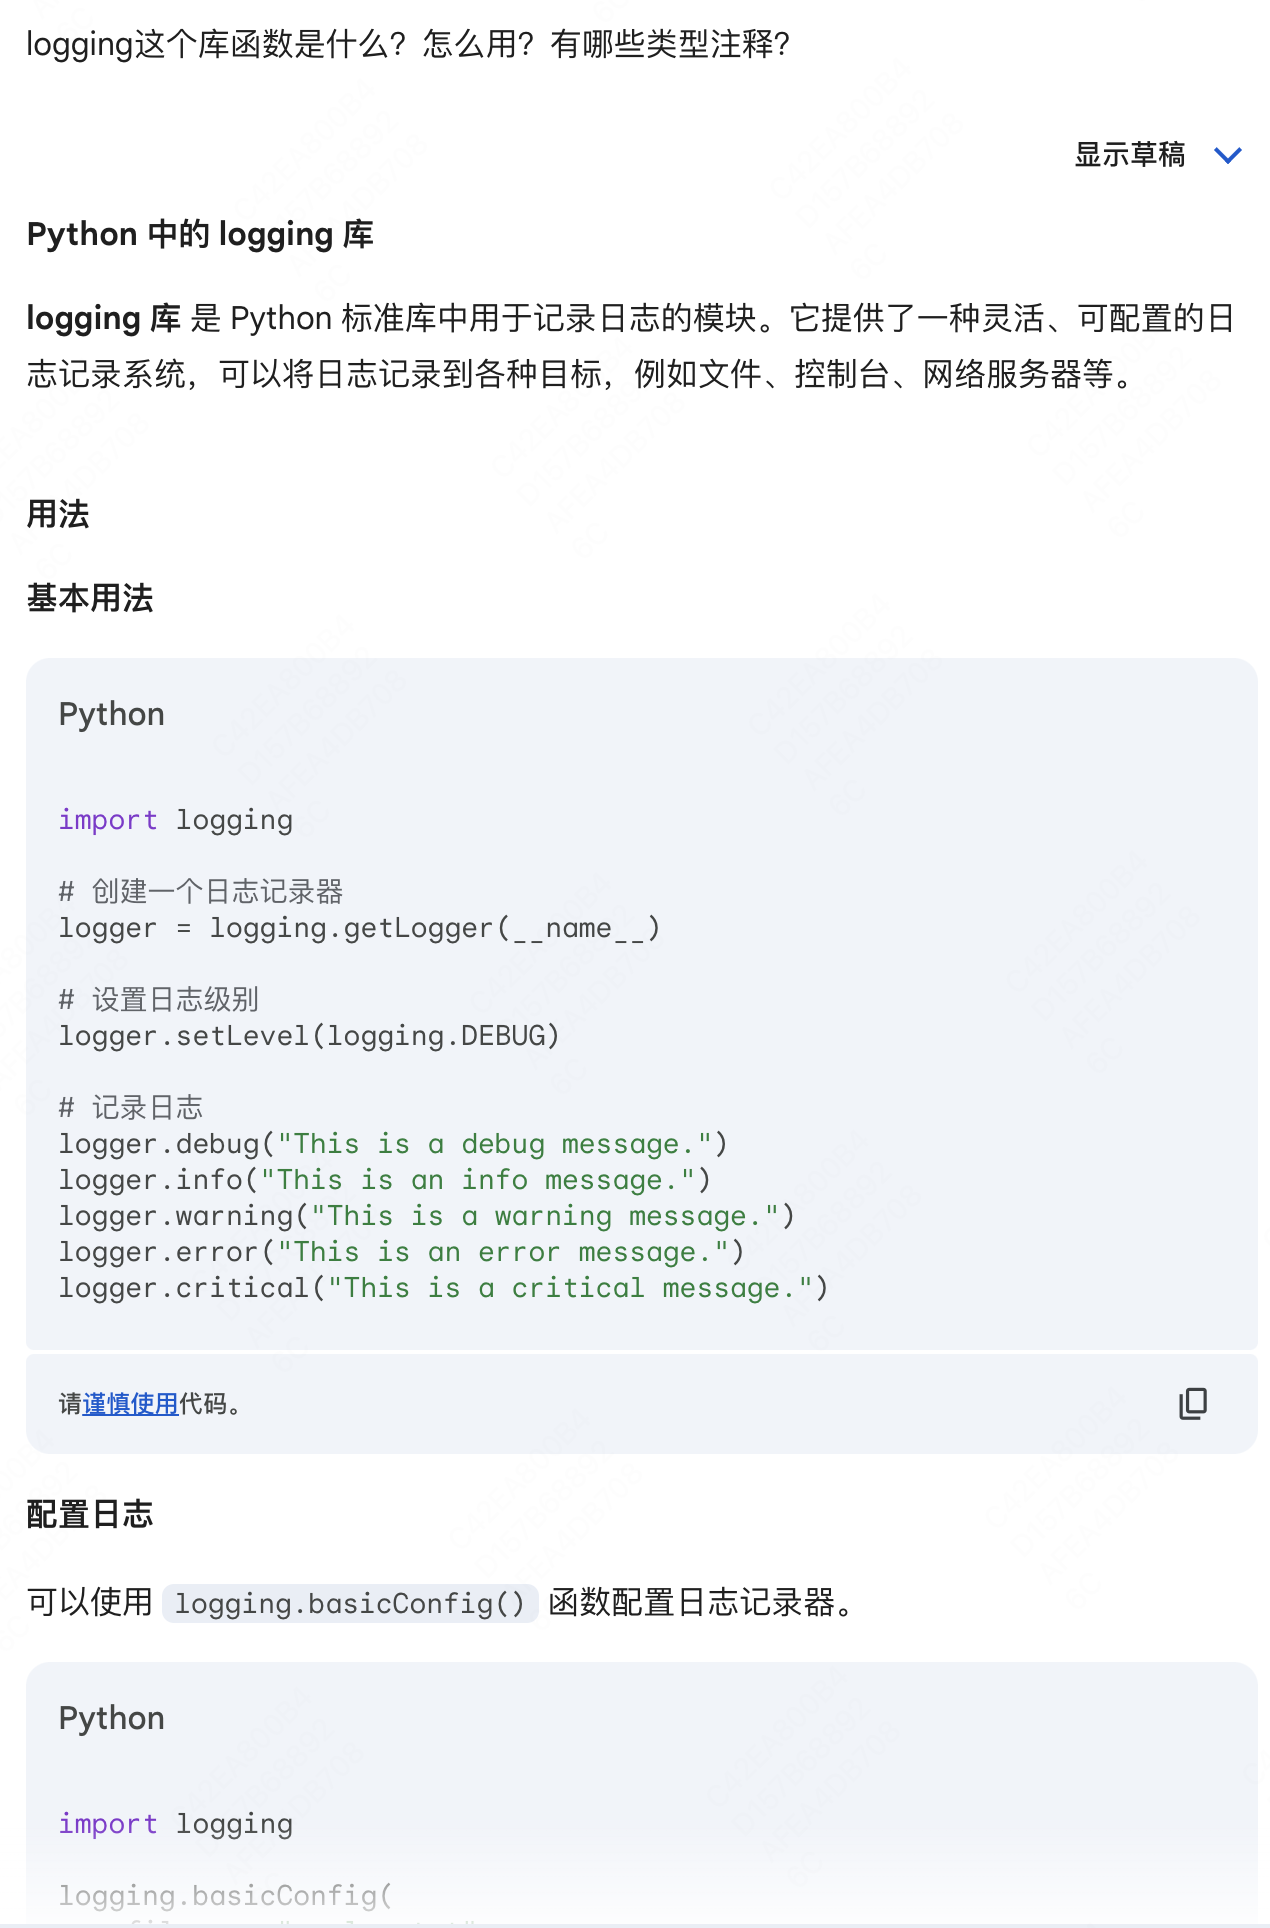 logging这个库函数是什么？怎么用？有哪些类型注释？
显示草稿
Python 中的 logging 库
logging 库 是 Python 标准库中用于记录日志的模块。它提供了一种灵活、可配置的日
志记录系统，可以将日志记录到各种目标，例如文件、控制台、网络服务器等。
用法
基本用法
Python
import logging
# 创建一个日志记录器
logger = logging.getLogger(__name__)
# 设置日志级别
logger.setLevel(logging.DEBUG)
# 记录日志
logger.debug("This is a debug message.")
logger.info("This is an info message.")
logger.warning("This is a warning message.")
logger.error("This is an error message.")
logger.critical("This is a critical message.")
请谨慎使用代码。
配置日志
可以使用 logging.basicConfig() 函数配置日志记录器。
Python
import logging
logging.basicConfig(